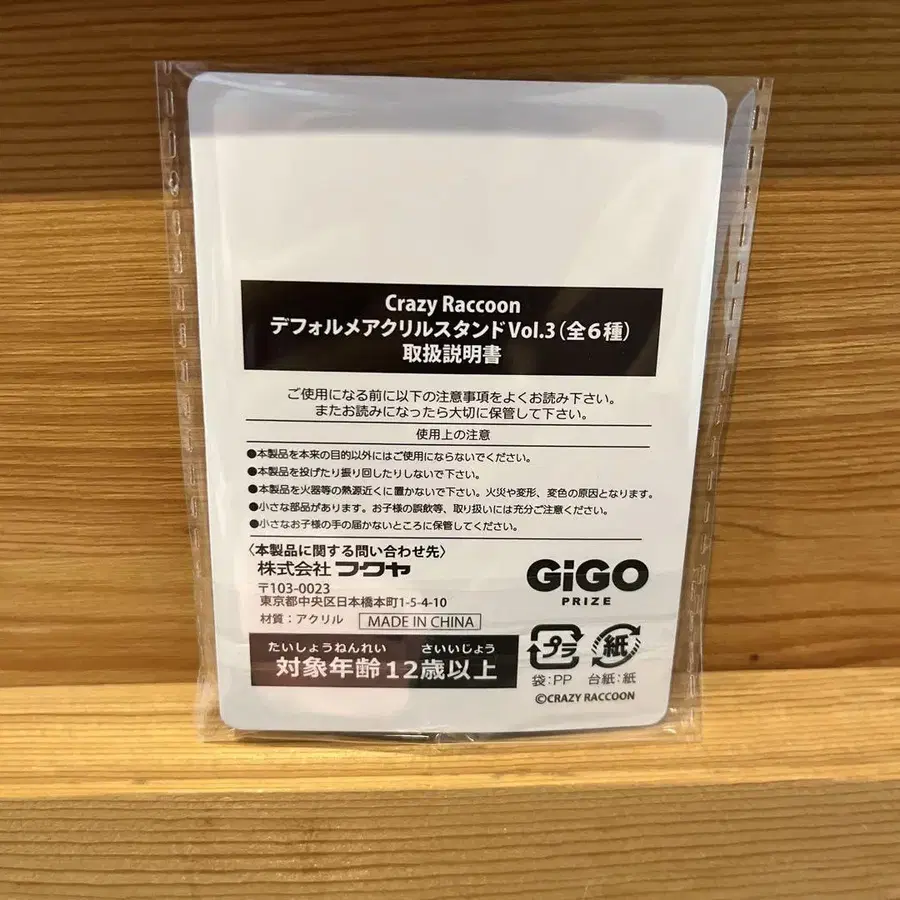 Crazy Raccoon
デフォルメアクリルスタンドVol.3(全6種)
取扱説明書
ご使用になる前に以下の注意事項をよくお読み下さい。
またお読みになったら大切に保管して下さい。
使用上の注意
●本製品を本来の目的以外にはご使用にならないでください。
●本製品を投げたり振り回したりしないで下さい。
●本製品を火器等の熱源近くに置かないで下さい。火災や変形、変色の原因となります。
●小さな部品があります。お子様の誤飲等、取り扱いには充分ご注意ください。
●小さなお子様の手の届かないところに保管してください。
〈本製品に関する問い合わせ先〉
株式会社フクヤ
〒103-0023
東京都中央区日本橋本町1-5-4-10
材質:アクリル MADE IN CHINA
たいしょうねんれい さいいじょう
対象年齢12歳以上
GiGO
PRIZE
プラ 紙
袋:PP 台紙:紙
©CRAZY RACCOON